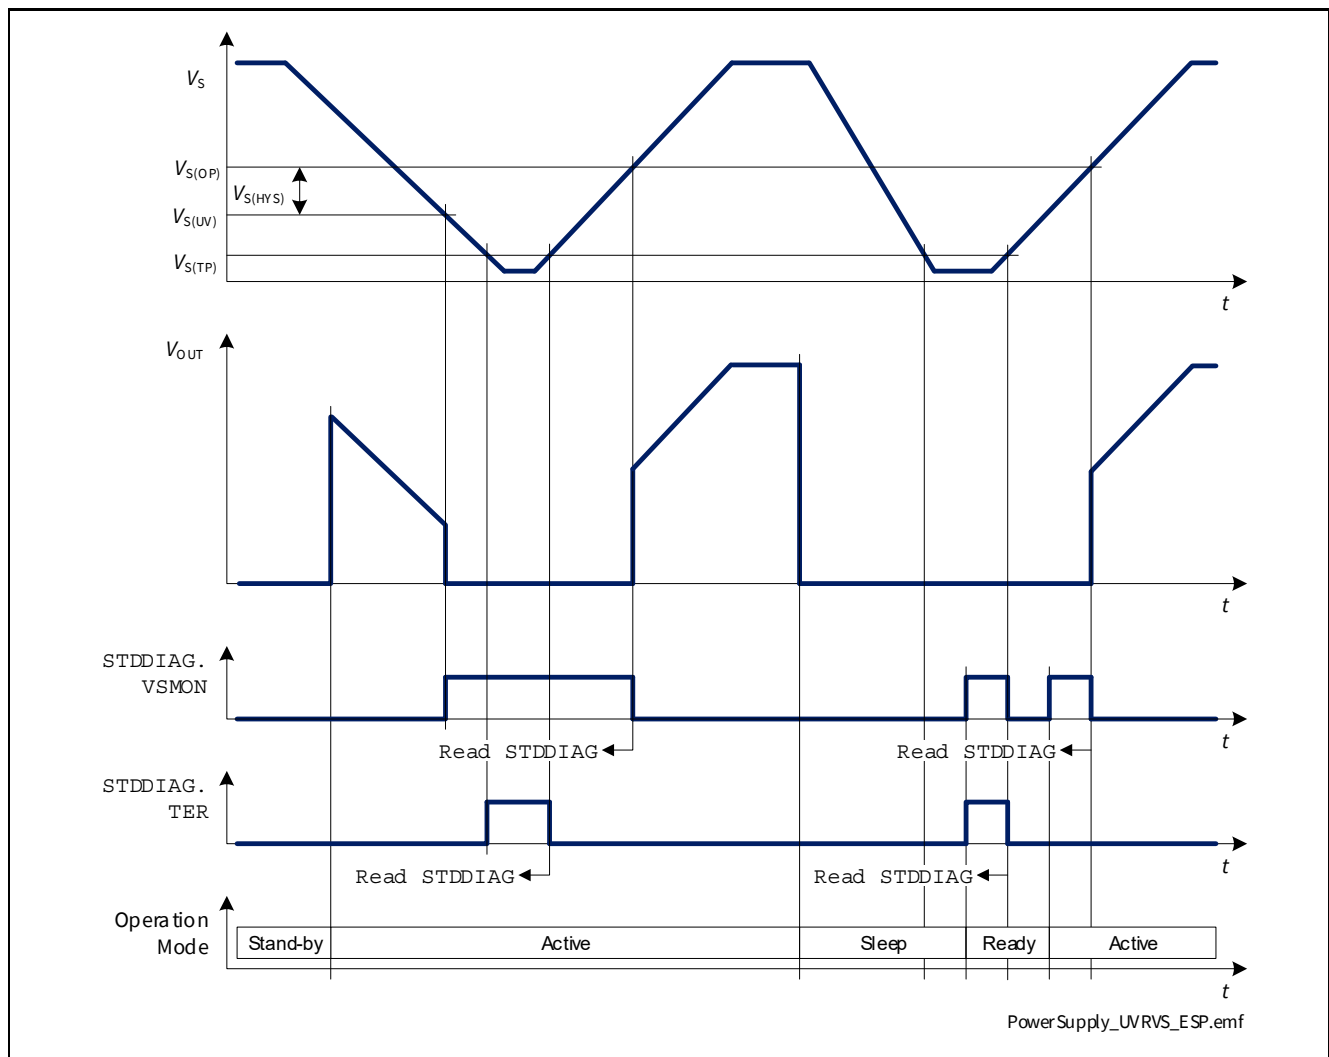 VS
VS(OP)
VS(HYS)
VS(UV)
VS(TP)
t
VOUT
t
STDDIAG.
VSMON
t
Read STDDIAG
Read STDDIAG
STDDIAG.
TER
t
Read STDDIAG
Read STDDIAG
Operation
Mode
Stand-by
Active
Sleep
Ready
Active
t
PowerSupply_UVRVS_ESP.emf